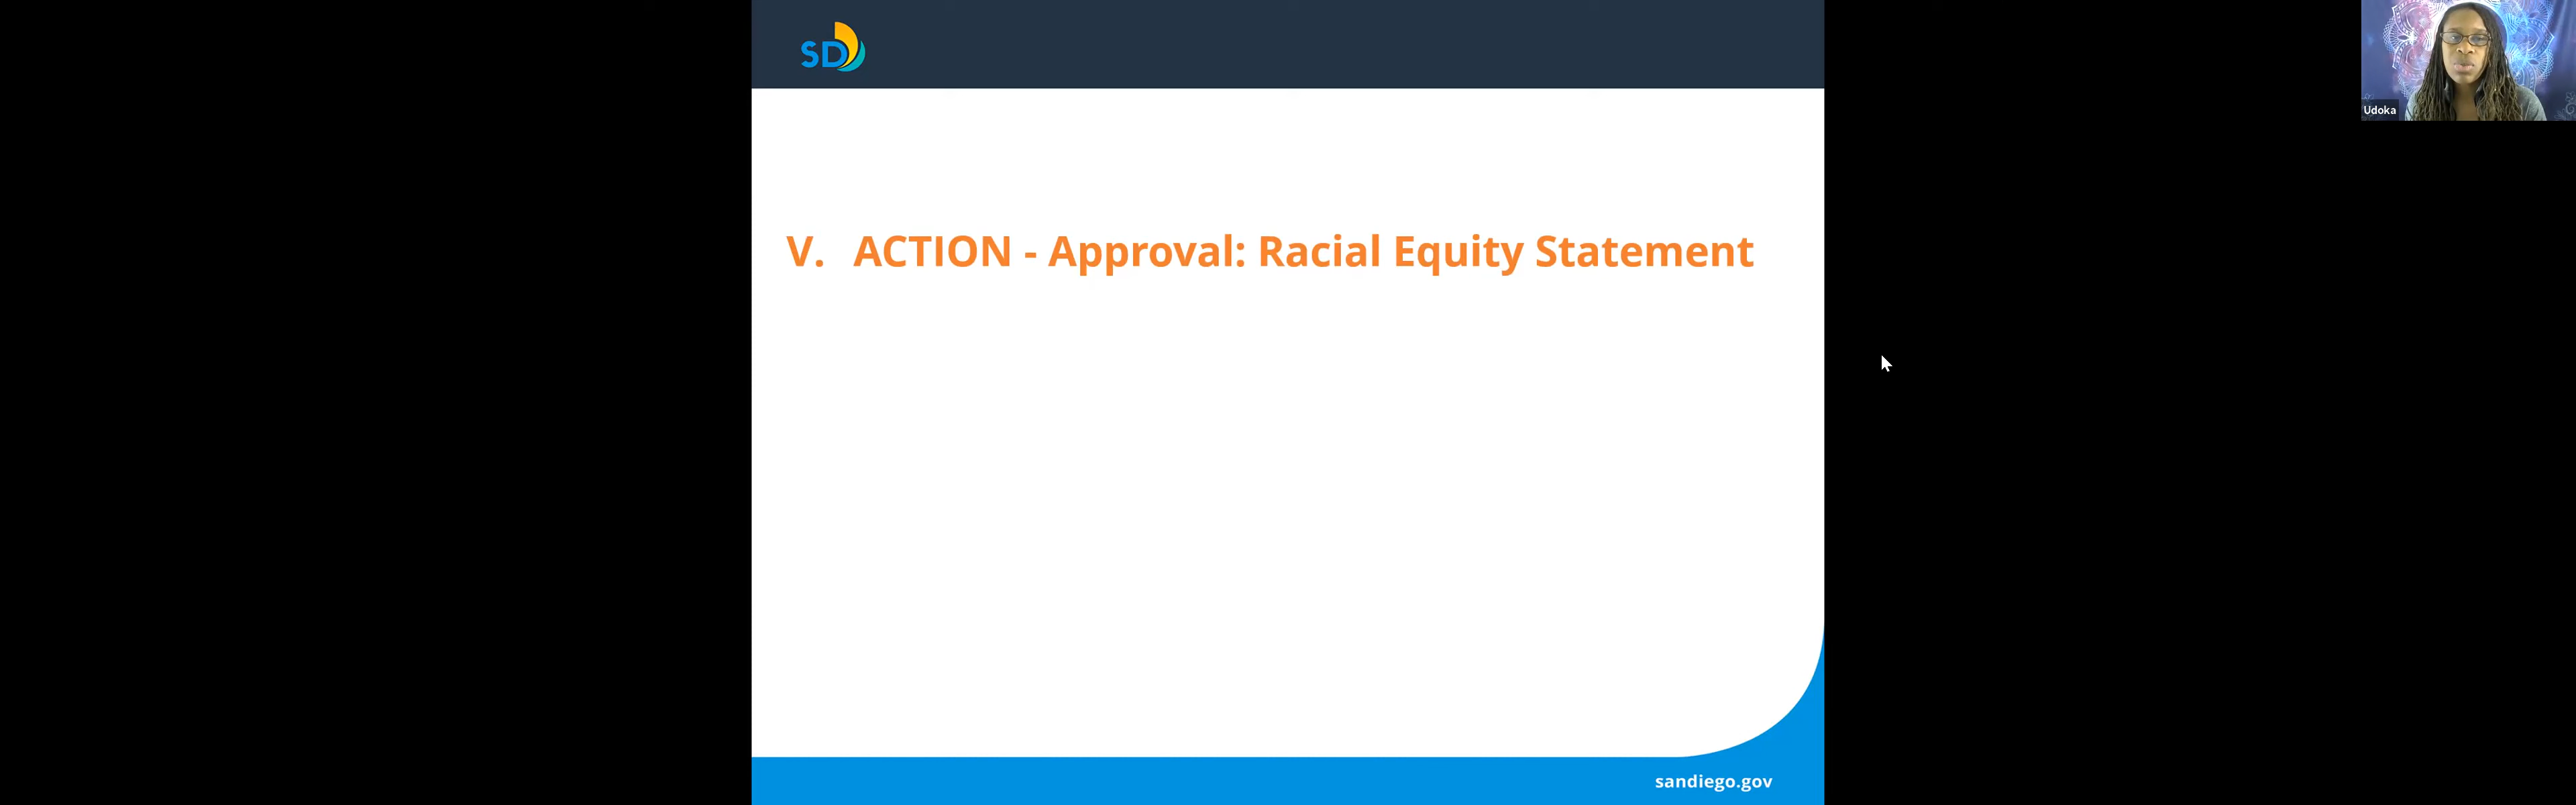 SD
Udoka
V. ACTION - Approval: Racial Equity Statement
sandiego.gov